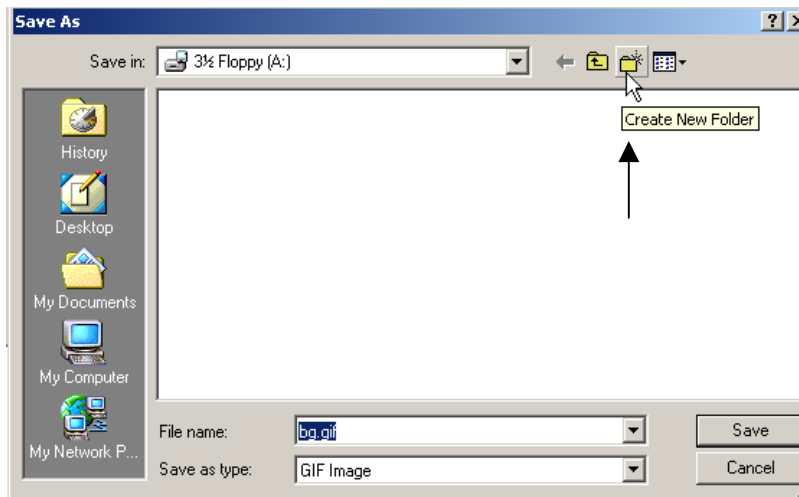 Save As
Save in: 3½ Floppy (A:)
Create New Folder
History
Desktop
My Documents
My Computer
My Network P...
File name: bg.gif Save
Save as type: GIF Image Cancel